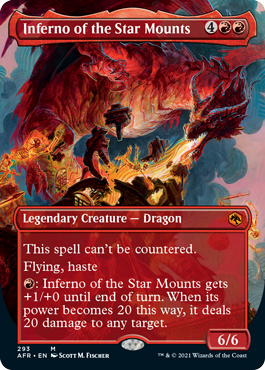 Inferno of the Star Mounts 4
Legendary Creature — Dragon
This spell can't be countered.
Flying, haste
: Inferno of the Star Mounts gets
+1/+0 until end of turn. When its
power becomes 20 this way, it deals
20 damage to any target.
6/6
293 M
AFR • EN SCOTT M. FISCHER ™ & © 2021 Wizards of the Coast